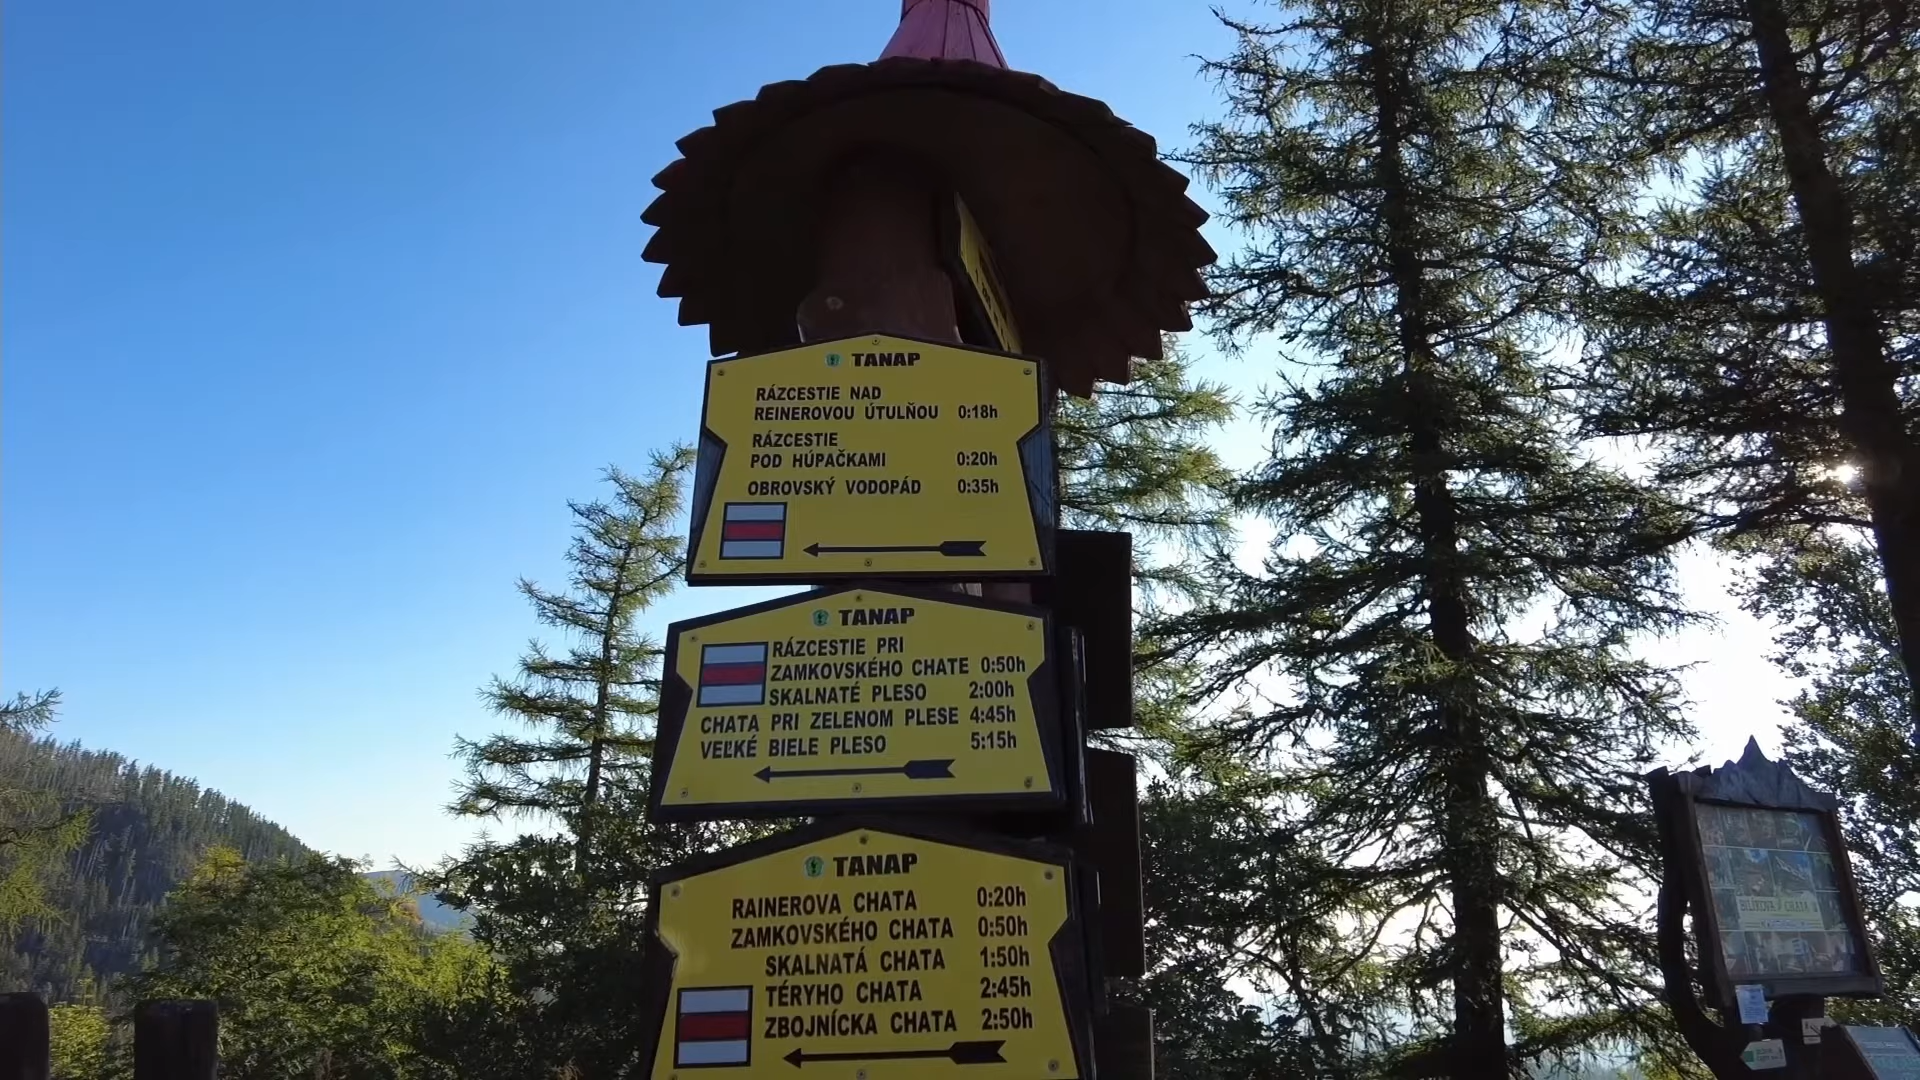 TANAP
RÁZCESTIE NAD
REINEROVOU ÚTULŇOU 0:18h
RÁZCESTIE
POD HÚPAČKAMI 0:20h
OBROVSKÝ VODOPÁD 0:35h
TANAP
RÁZCESTIE PRI
ZAMKOVSKÉHO CHATE 0:50h
SKALNATÉ PLESO 2:00h
CHATA PRI ZELENOM PLESE 4:45h
VEĽKÉ BIELE PLESO 5:15h
TANAP
RAINEROVA CHATA 0:20h
ZAMKOVSKÉHO CHATA 0:50h
SKALNATÁ CHATA 1:50h
TÉRYHO CHATA 2:45h
ZBOJNÍCKA CHATA 2:50h
BILÍKOVA CHATA